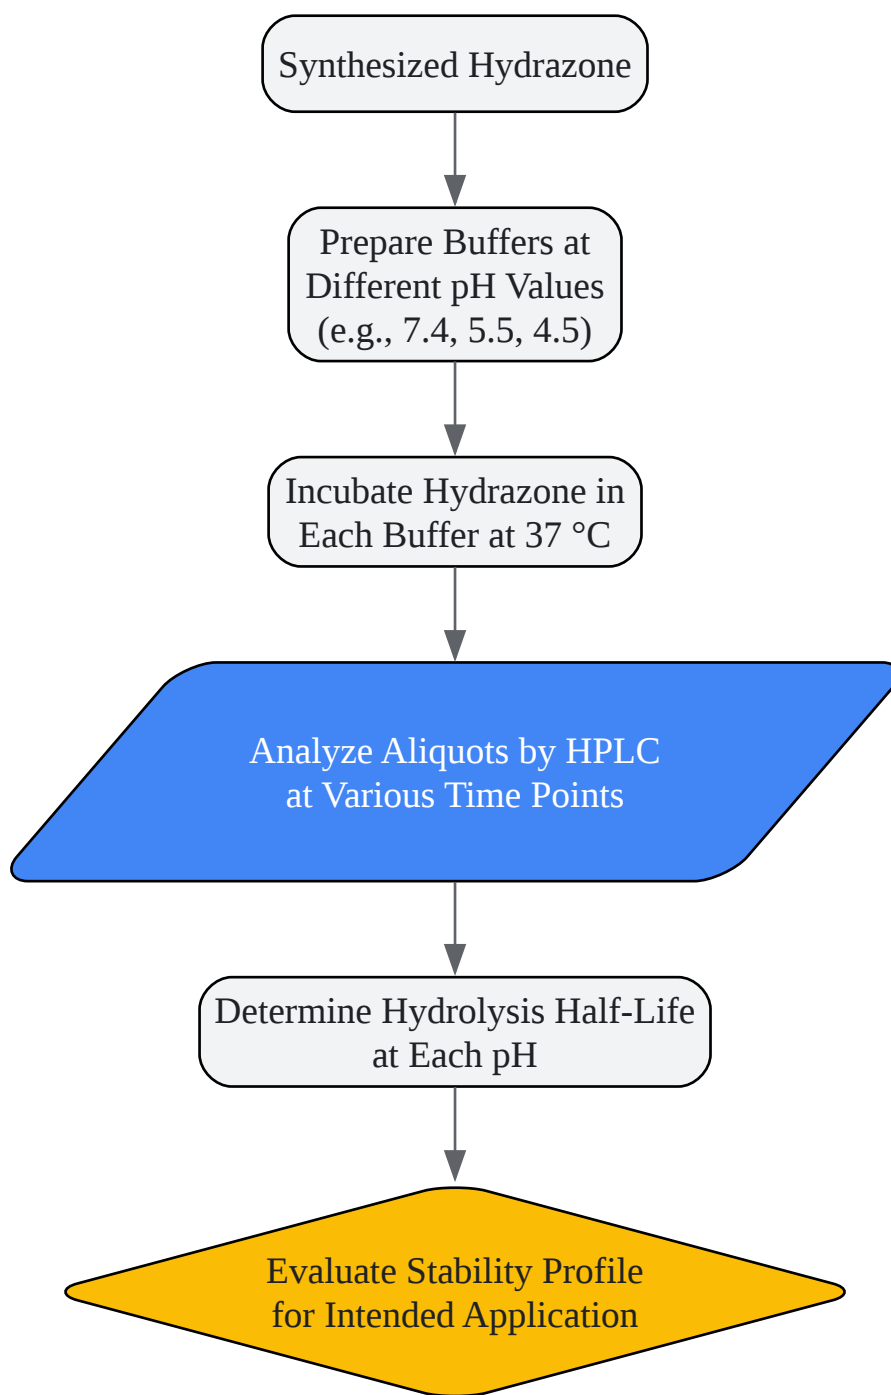 Synthesized Hydrazone
Prepare Buffers at
Different pH Values
(e.g., 7.4, 5.5, 4.5)
Incubate Hydrazone in
Each Buffer at 37 °C
Analyze Aliquots by HPLC
at Various Time Points
Determine Hydrolysis Half-Life
at Each pH
Evaluate Stability Profile
for Intended Application